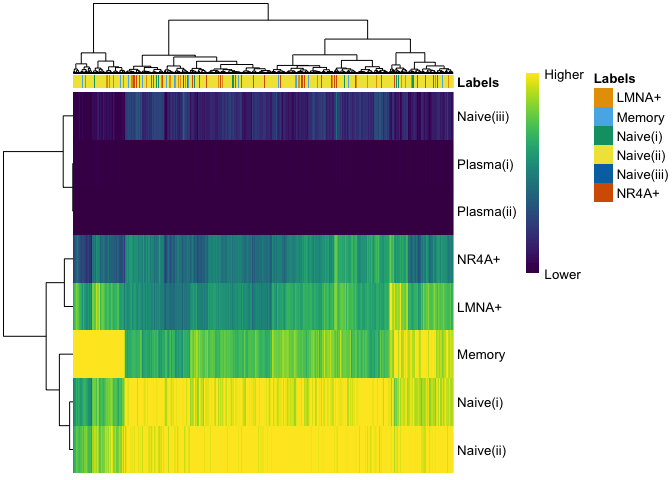 Labels
Naive(iii)
Plasma(i)
Plasma(ii)
NR4A+
LMNA+
Memory
Naive(i)
Naive(ii)
Higher
Lower
Labels
LMNA+
Memory
Naive(i)
Naive(ii)
Naive(iii)
NR4A+